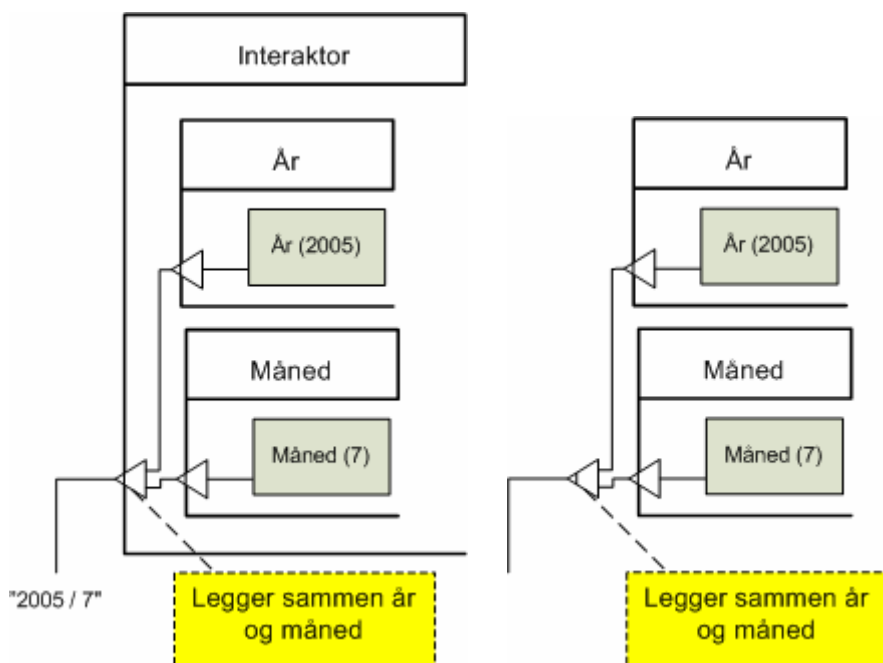 Interaktor
År
År (2005)
Måned
Måned (7)
"2005 / 7"
Legger sammen år
og måned
År
År (2005)
Måned
Måned (7)
Legger sammen år
og måned